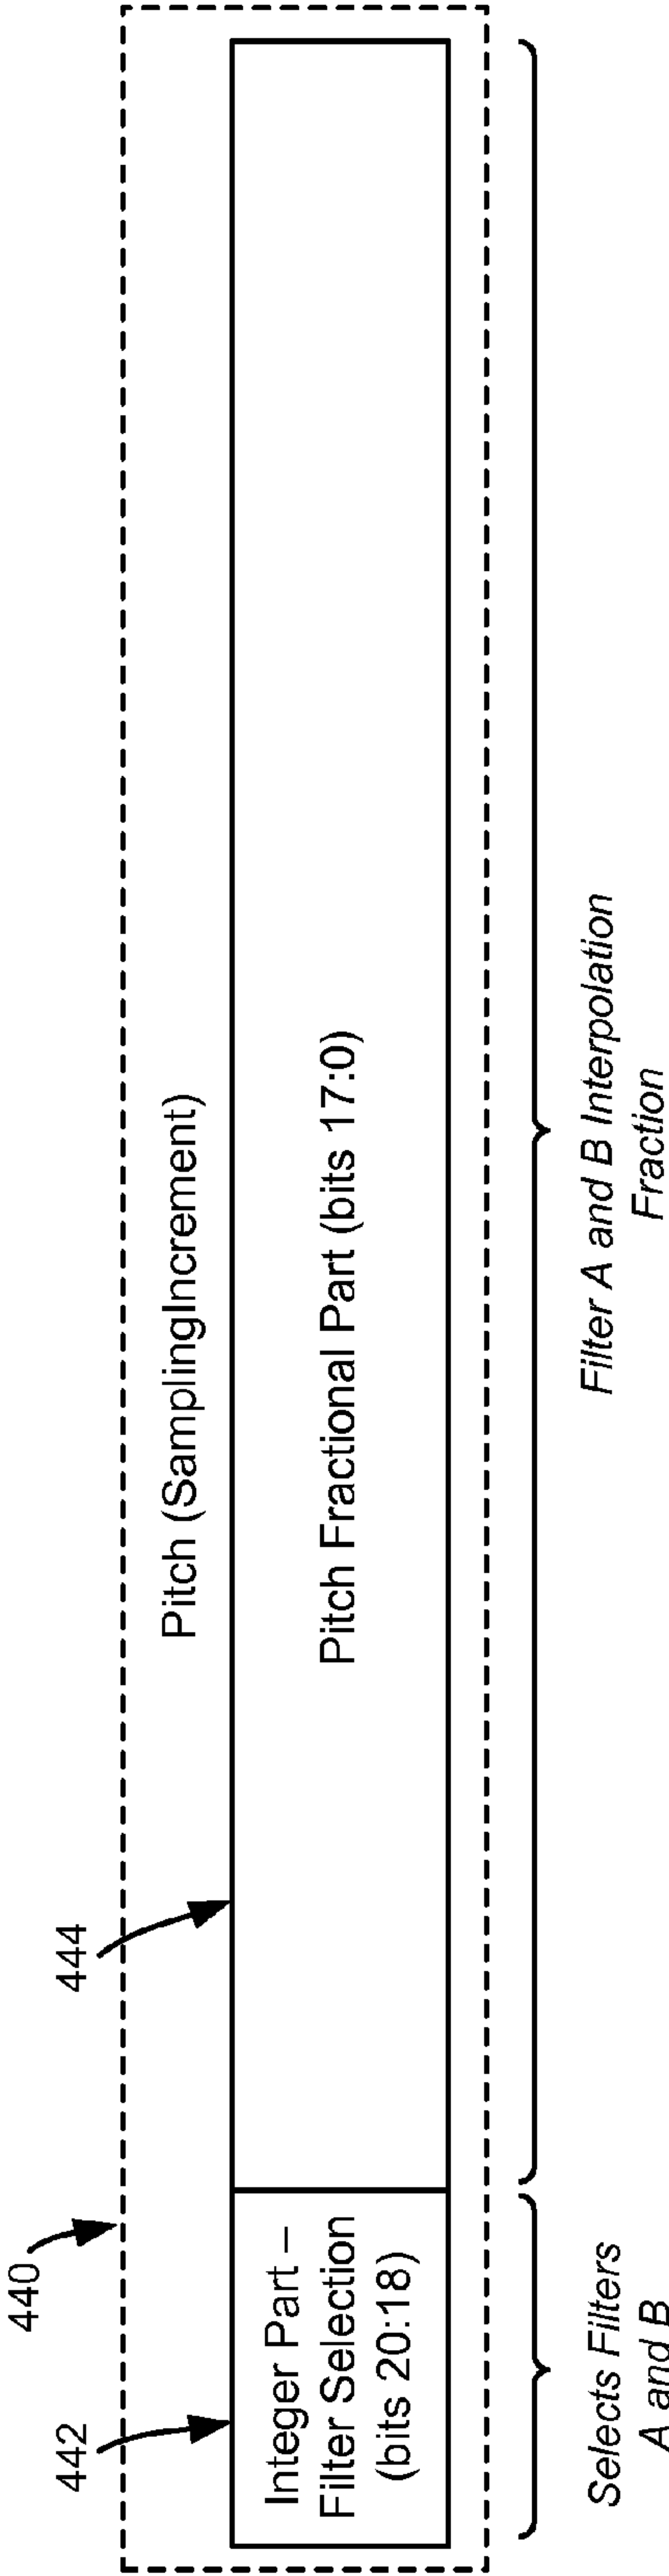 440
442
444
Pitch (SamplingIncrement)
Integer Part –
Filter Selection
(bits 20:18)
Pitch Fractional Part (bits 17:0)
Selects Filters
A and B
Filter A and B Interpolation
Fraction